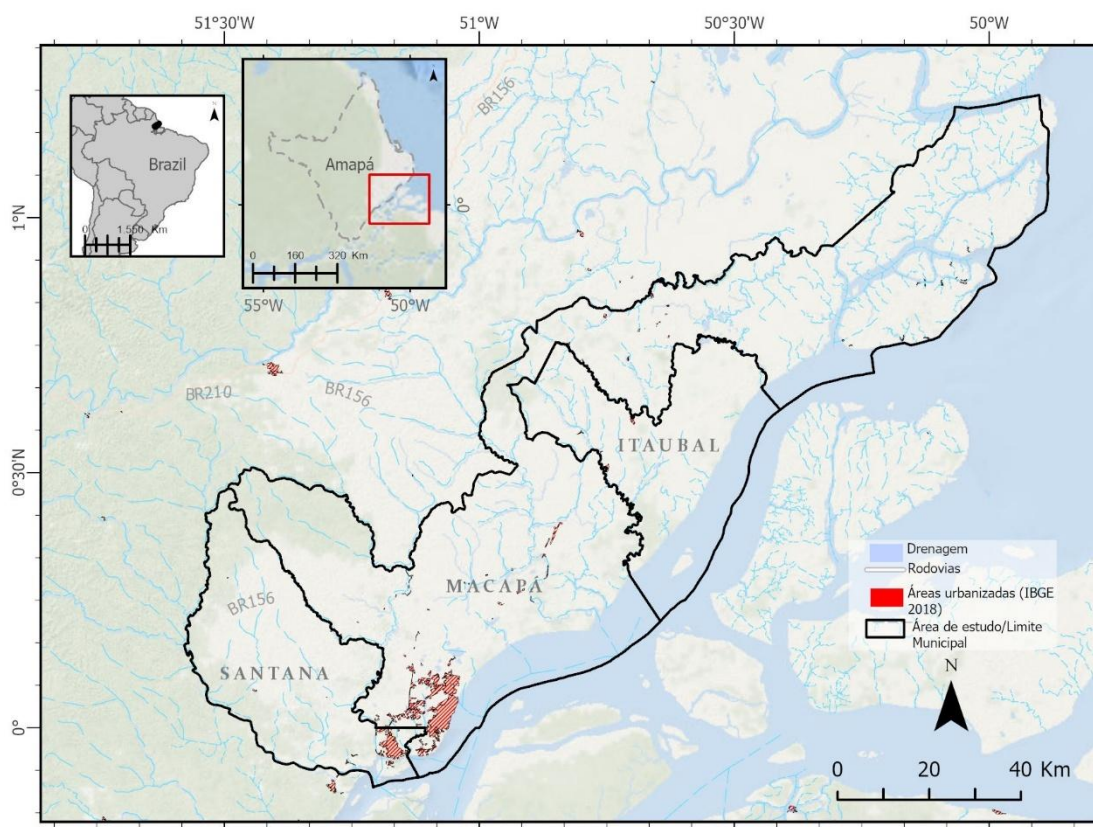 51°30'W 51°W 50°30'W 50°W
1°N
0°30'N
0°
Brazil
0 1.550 Km
Amapá
0°
0 160 320 Km
55°W 50°W
BR156
BR210
BR156
ITAUBAL
MACAPÁ
BR156
SANTANA
Drenagem
Rodovias
Áreas urbanizadas (IBGE
2018)
Área de estudo/Limite
Municipal
N
0 20 40 Km